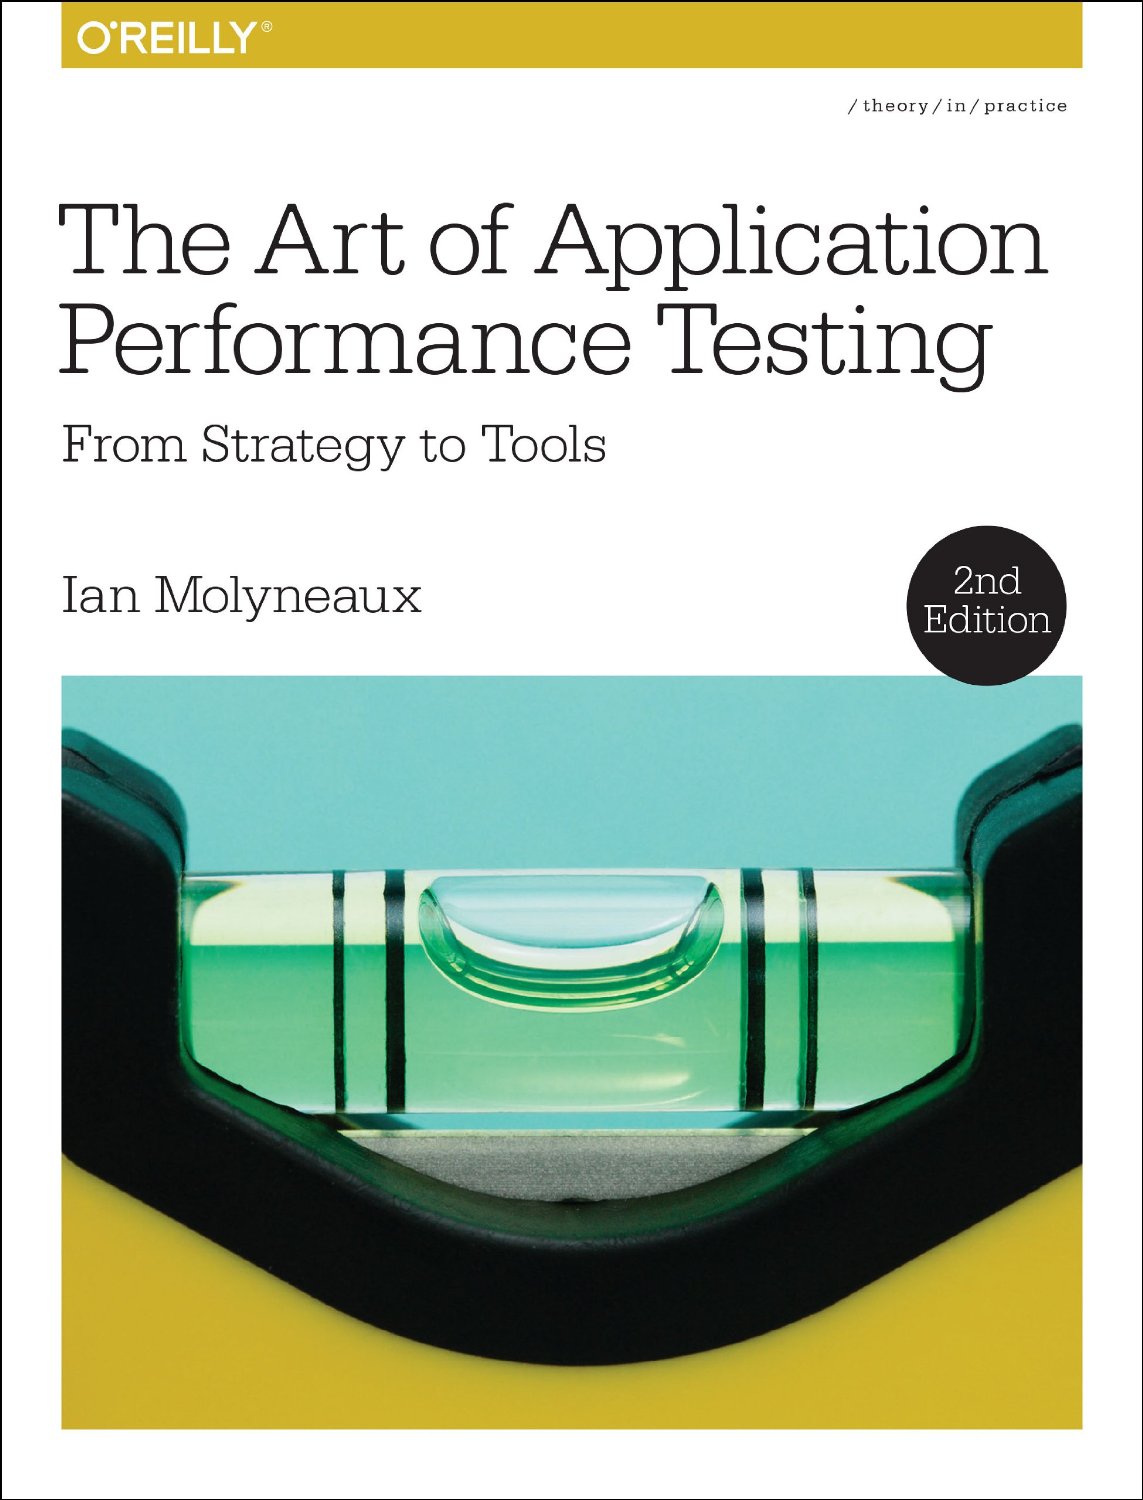 O'REILLY®
/theory/in/practice
The Art of Application
Performance Testing
From Strategy to Tools
Ian Molyneaux
2nd
Edition